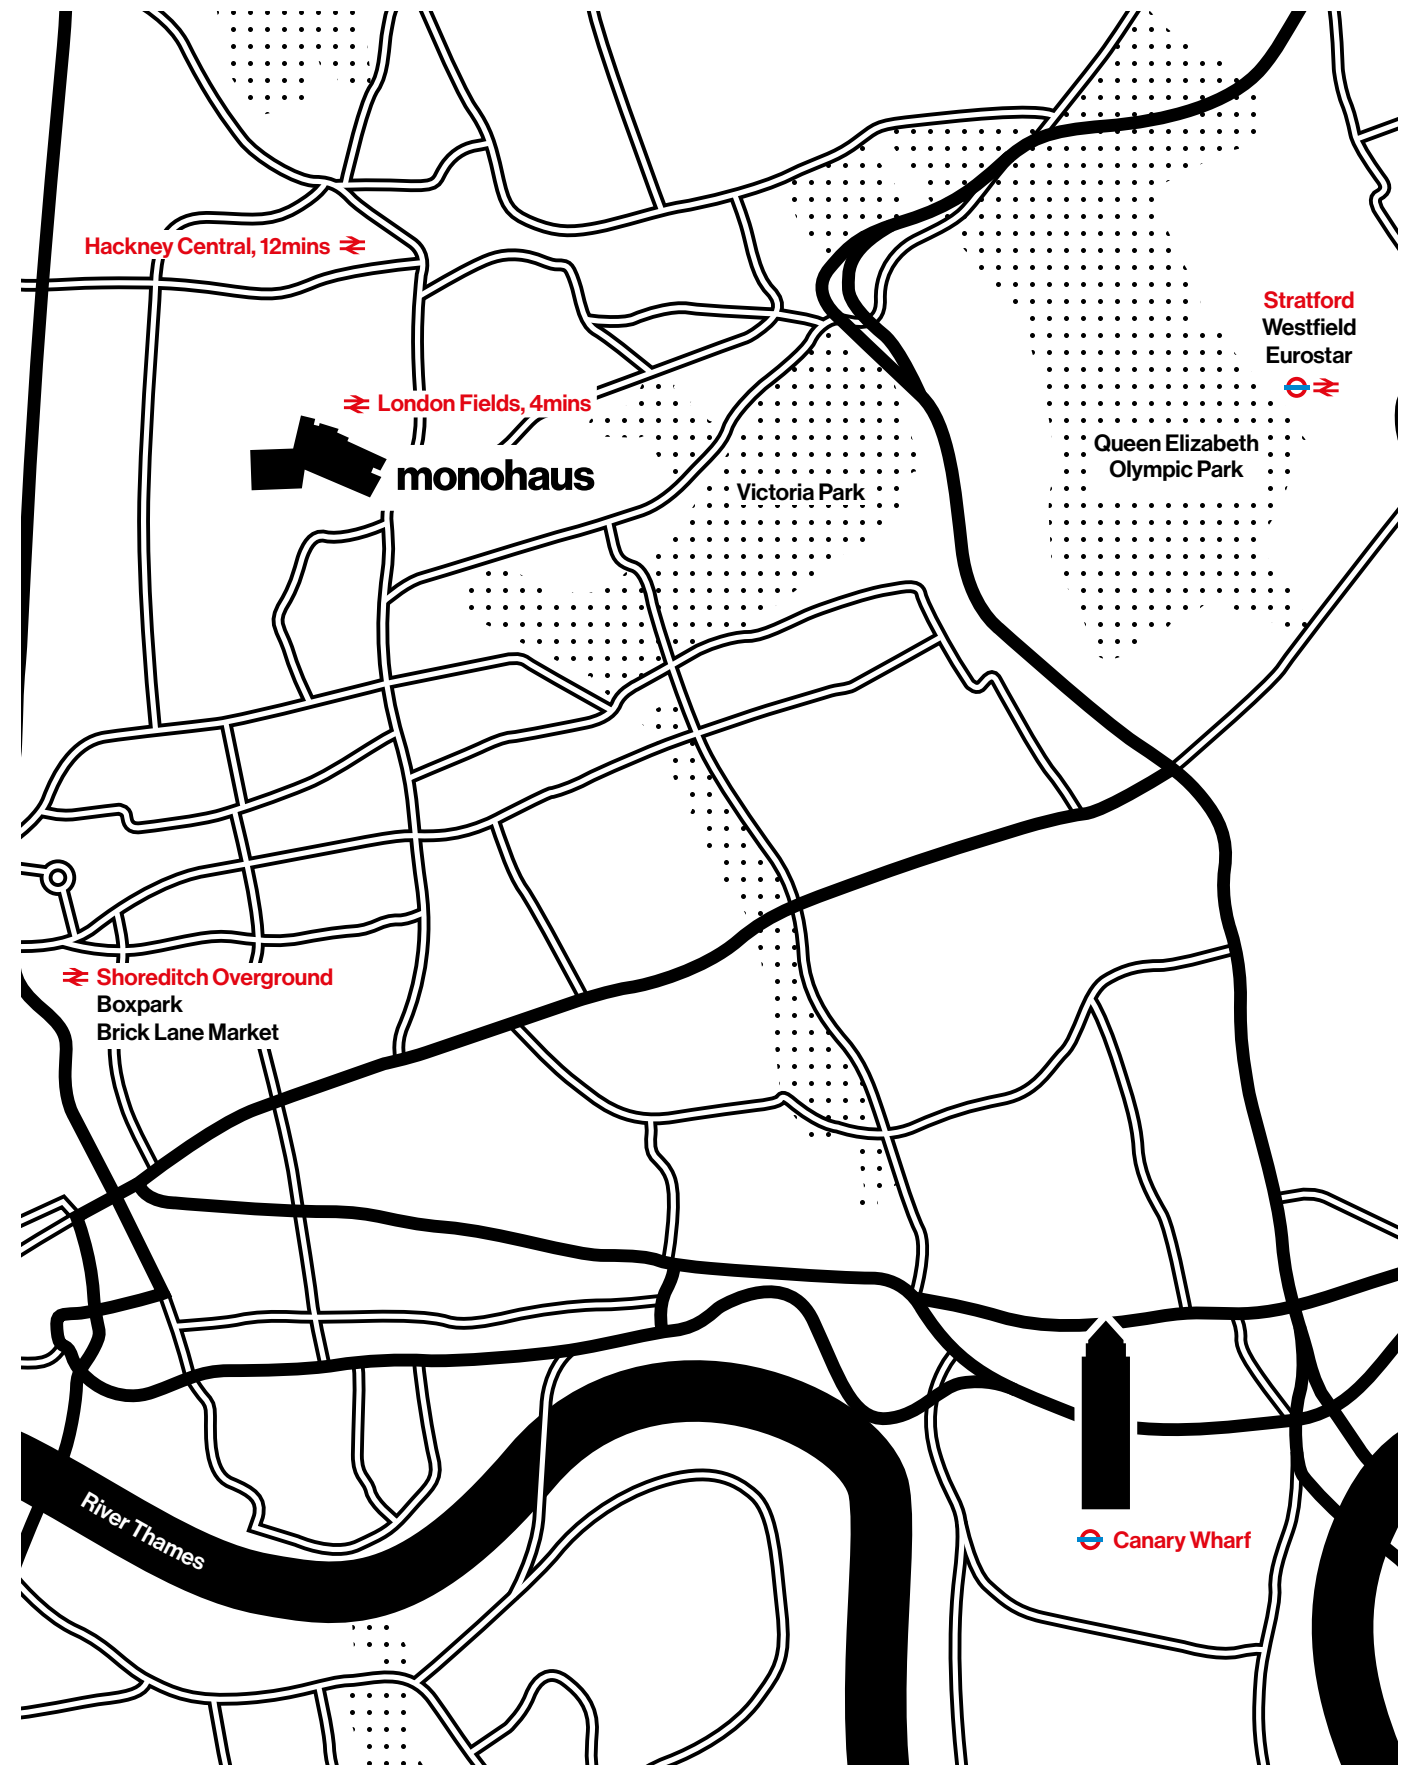 Hackney Central, 12mins
Stratford
Westfield
Eurostar
London Fields, 4mins
monohaus
Queen Elizabeth
Olympic Park
Victoria Park
Shoreditch Overground
Boxpark
Brick Lane Market
River Thames
Canary Wharf